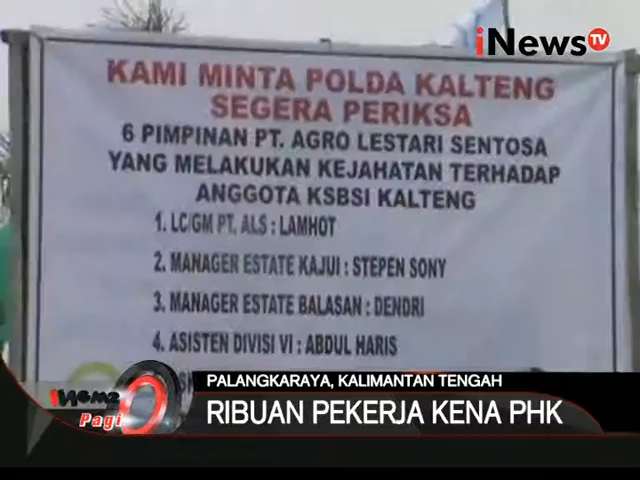 iNews TV
KAMI MINTA POLDA KALTENG
SEGERA PERIKSA
6 PIMPINAN PT. AGRO LESTARI SENTOSA
YANG MELAKUKAN KEJAHATAN TERHADAP
ANGGOTA KSBSI KALTENG
1. LC/GM PT. ALS : LAMHOT
2. MANAGER ESTATE KAJUI : STEPEN SONY
3. MANAGER ESTATE BALASAN : DENDRI
4. ASISTEN DIVISI VI : ABDUL HARIS
PALANGKARAYA, KALIMANTAN TENGAH
iNews
Pagi
RIBUAN PEKERJA KENA PHK